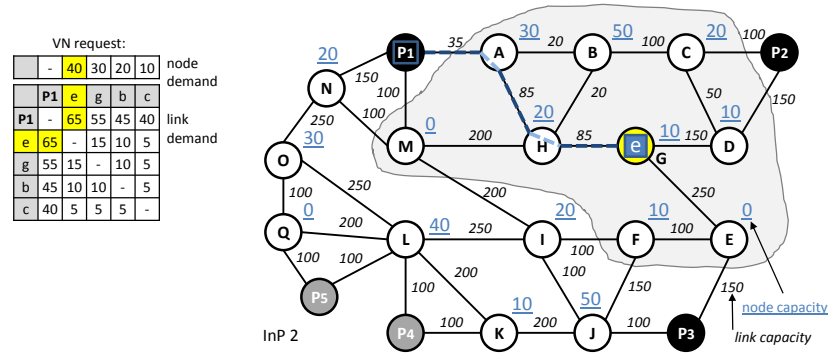 VN request:
- 40 30 20 10
node demand
P1 e g b c
P1 - 65 55 45 40
link demand
e 65 - 15 10 5
g 55 15 - 10 5
b 45 10 10 - 5
c 40 5 5 5 -
20 30 50 20
P1 35 A 20 B 100 C 100 P2
N 150 100 85 20 50 150
100 0 20 10 10
250 M 200 H 85 e G 150 D
30
O
100 250 200 250
0 200 40 20 10 0
Q L 250 I 100 F 100 E
100 100 100 200 100 150 150
P5
10 50
P4 100 K 200 J 100 P3
node capacity
link capacity
InP 2